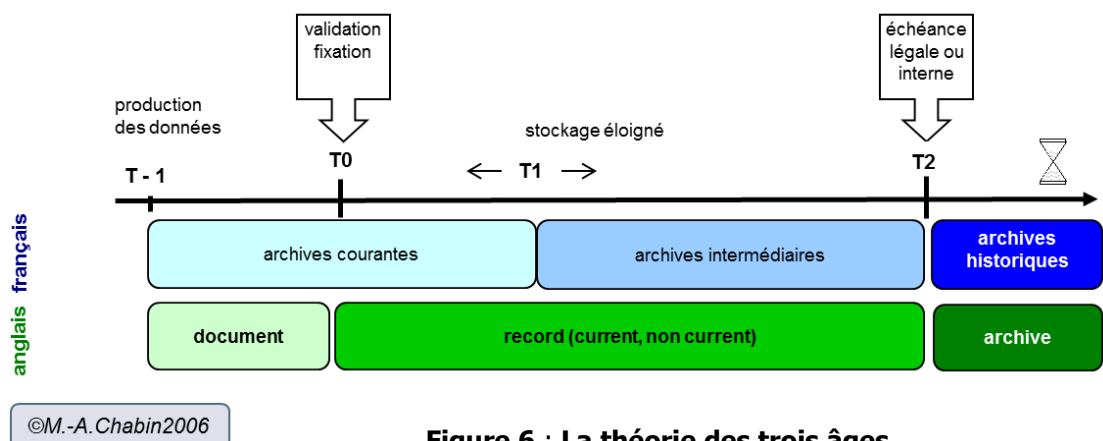 validation
fixation
échéance
légale ou
interne
production
des données
stockage éloigné
T - 1
T0
T1
T2
français
archives courantes
archives intermédiaires
archives
historiques
anglais
document
record (current, non current)
archive
©M.-A.Chabin2006
Figure 6 : La théorie des trois âges